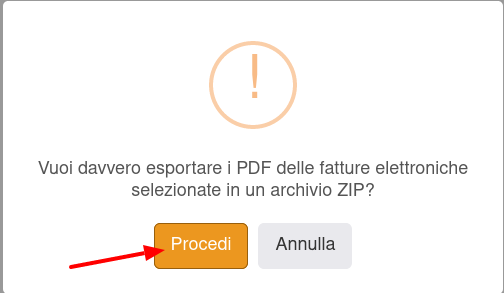 !
Vuoi davvero esportare i PDF delle fatture elettroniche
selezionate in un archivio ZIP?
Procedi
Annulla